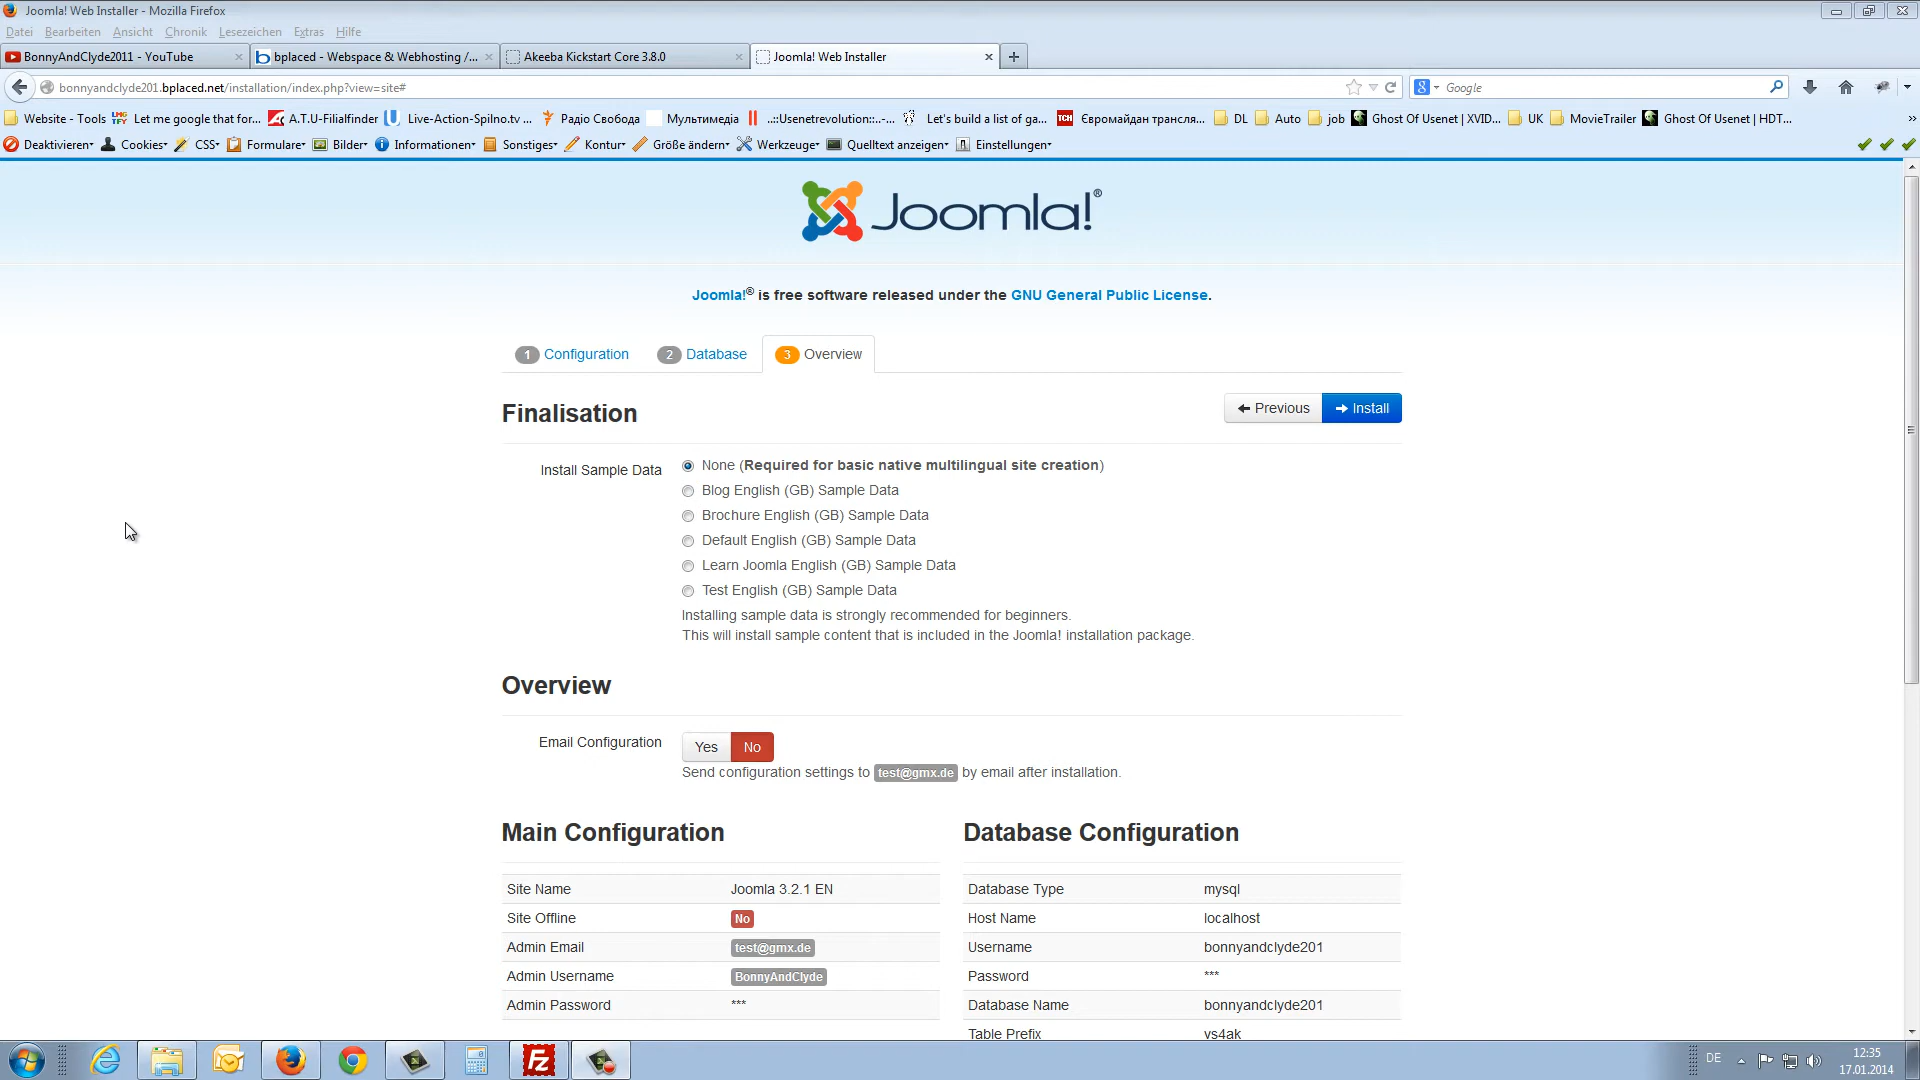 Joomla! Web Installer - Mozilla Firefox
Datei Bearbeiten Ansicht Chronik Lesezeichen Extras Hilfe
BonnyAndClyde2011 - YouTube
bplaced - Webspace & Webhosting /...
Akeeba Kickstart Core 3.8.0
Joomla! Web Installer
bonnyandclyde201.bplaced.net/installation/index.php?view=site#
Google
Website - Tools
Let me google that for...
A.T.U-Filialfinder
Live-Action-Spilno.tv ...
Радіо Свобода
Мультимедіа
..::Usenetrevolution::..-...
Let's build a list of ga...
Євромайдан трансля...
DL
Auto
job
Ghost Of Usenet | XVID...
UK
MovieTrailer
Ghost Of Usenet | HDT...
Deaktivieren
Cookies
CSS
Formulare
Bilder
Informationen
Sonstiges
Kontur
Größe ändern
Werkzeuge
Quelltext anzeigen
Einstellungen
Joomla!®
Joomla!® is free software released under the GNU General Public License.
1 Configuration
2 Database
3 Overview
Finalisation
Previous
Install
Install Sample Data
None (Required for basic native multilingual site creation)
Blog English (GB) Sample Data
Brochure English (GB) Sample Data
Default English (GB) Sample Data
Learn Joomla English (GB) Sample Data
Test English (GB) Sample Data
Installing sample data is strongly recommended for beginners.
This will install sample content that is included in the Joomla! installation package.
Overview
Email Configuration
Yes
No
Send configuration settings to test@gmx.de by email after installation.
Main Configuration
Site Name Joomla 3.2.1 EN
Site Offline No
Admin Email test@gmx.de
Admin Username BonnyAndClyde
Admin Password ***
Database Configuration
Database Type mysql
Host Name localhost
Username bonnyandclyde201
Password ***
Database Name bonnyandclyde201
Table Prefix vs4ak
DE
12:35
17.01.2014